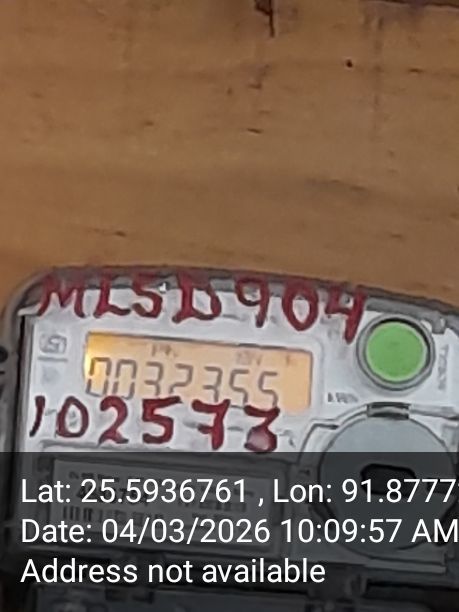 MLSD904
0032355
102573
Lat: 25.5936761 , Lon: 91.8777
Date: 04/03/2026 10:09:57 AM
Address not available